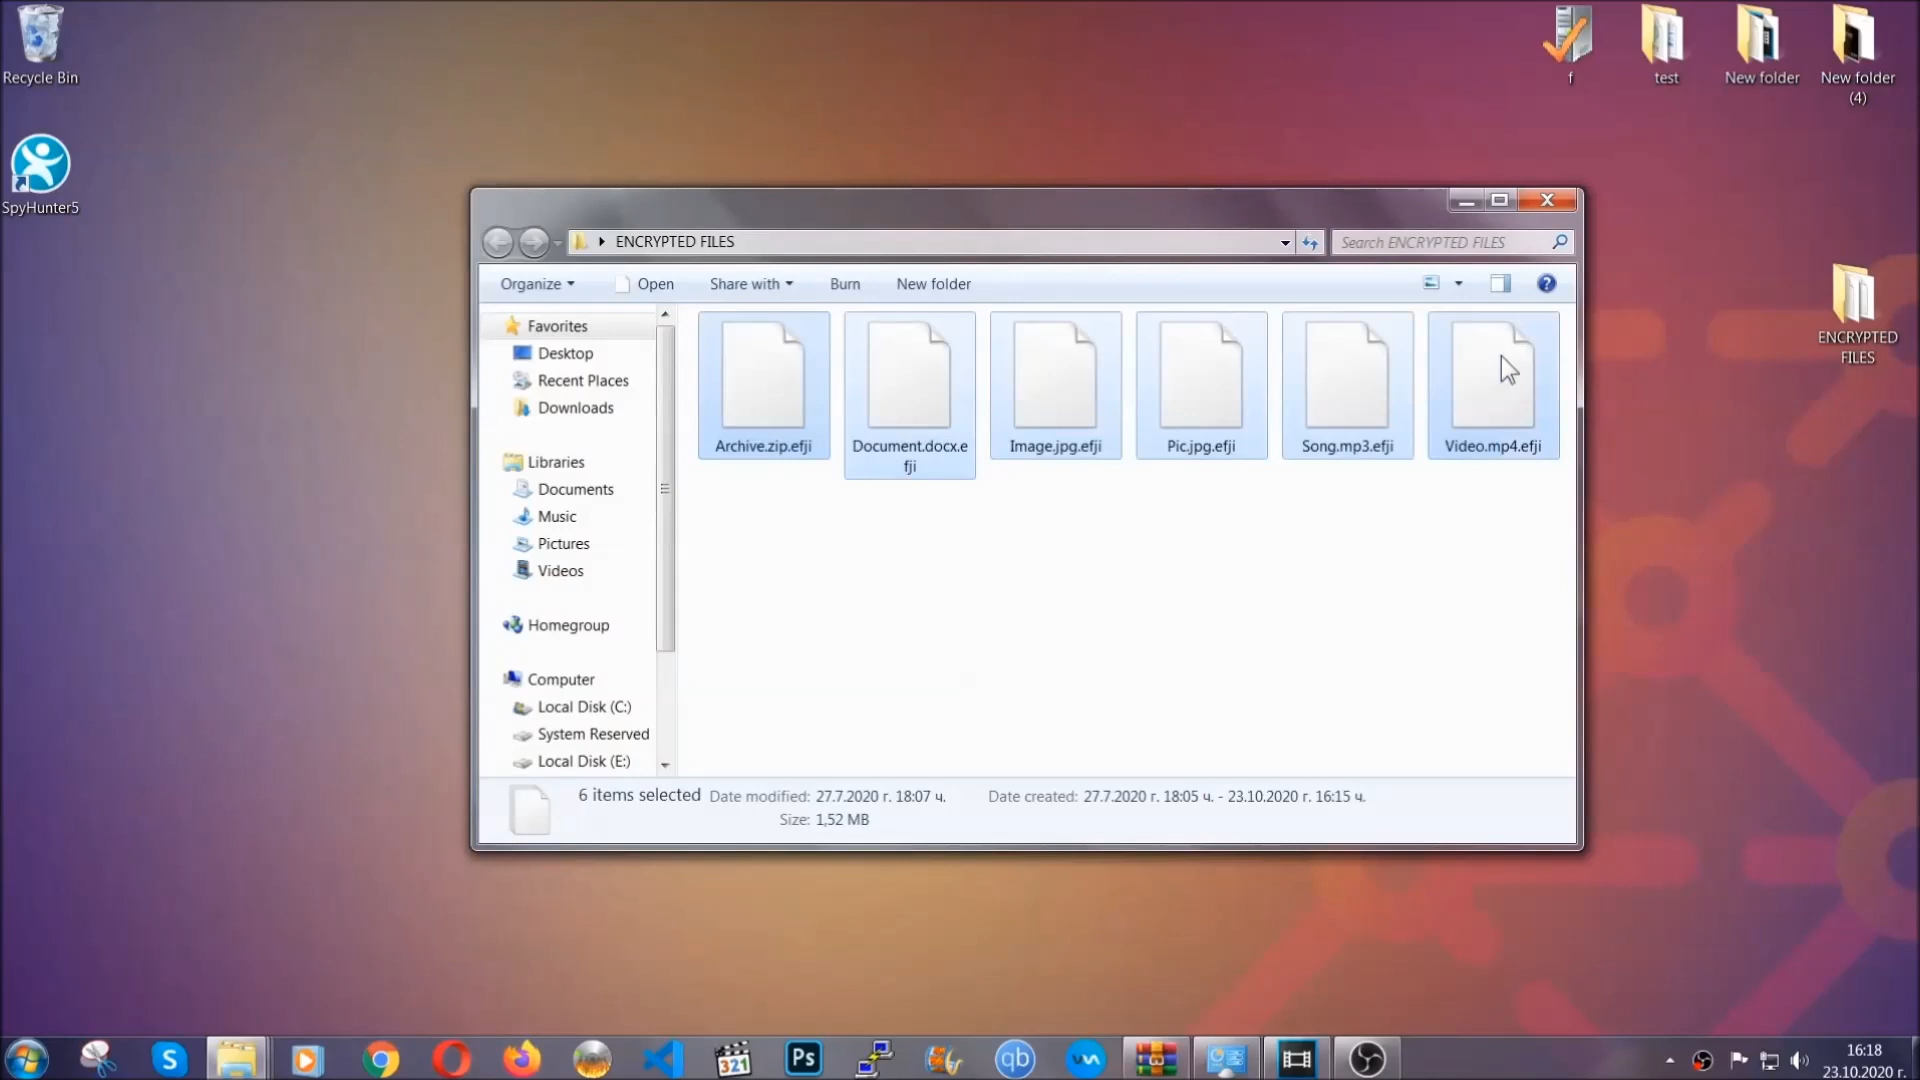 Recycle Bin
SpyHunter5
f
test
New folder
New folder
(4)
ENCRYPTED
FILES
ENCRYPTED FILES
Search ENCRYPTED FILES
Organize
Open
Share with
Burn
New folder
Favorites
Desktop
Recent Places
Downloads
Libraries
Documents
Music
Pictures
Videos
Homegroup
Computer
Local Disk (C:)
System Reserved
Local Disk (E:)
Archive.zip.efji
Document.docx.e
fji
Image.jpg.efji
Pic.jpg.efji
Song.mp3.efji
Video.mp4.efji
6 items selected Date modified: 27.7.2020 г. 18:07 ч. Date created: 27.7.2020 г. 18:05 ч. - 23.10.2020 г. 16:15 ч.
Size: 1,52 MB
S
321
Ps
qb
16:18
23.10.2020 г.